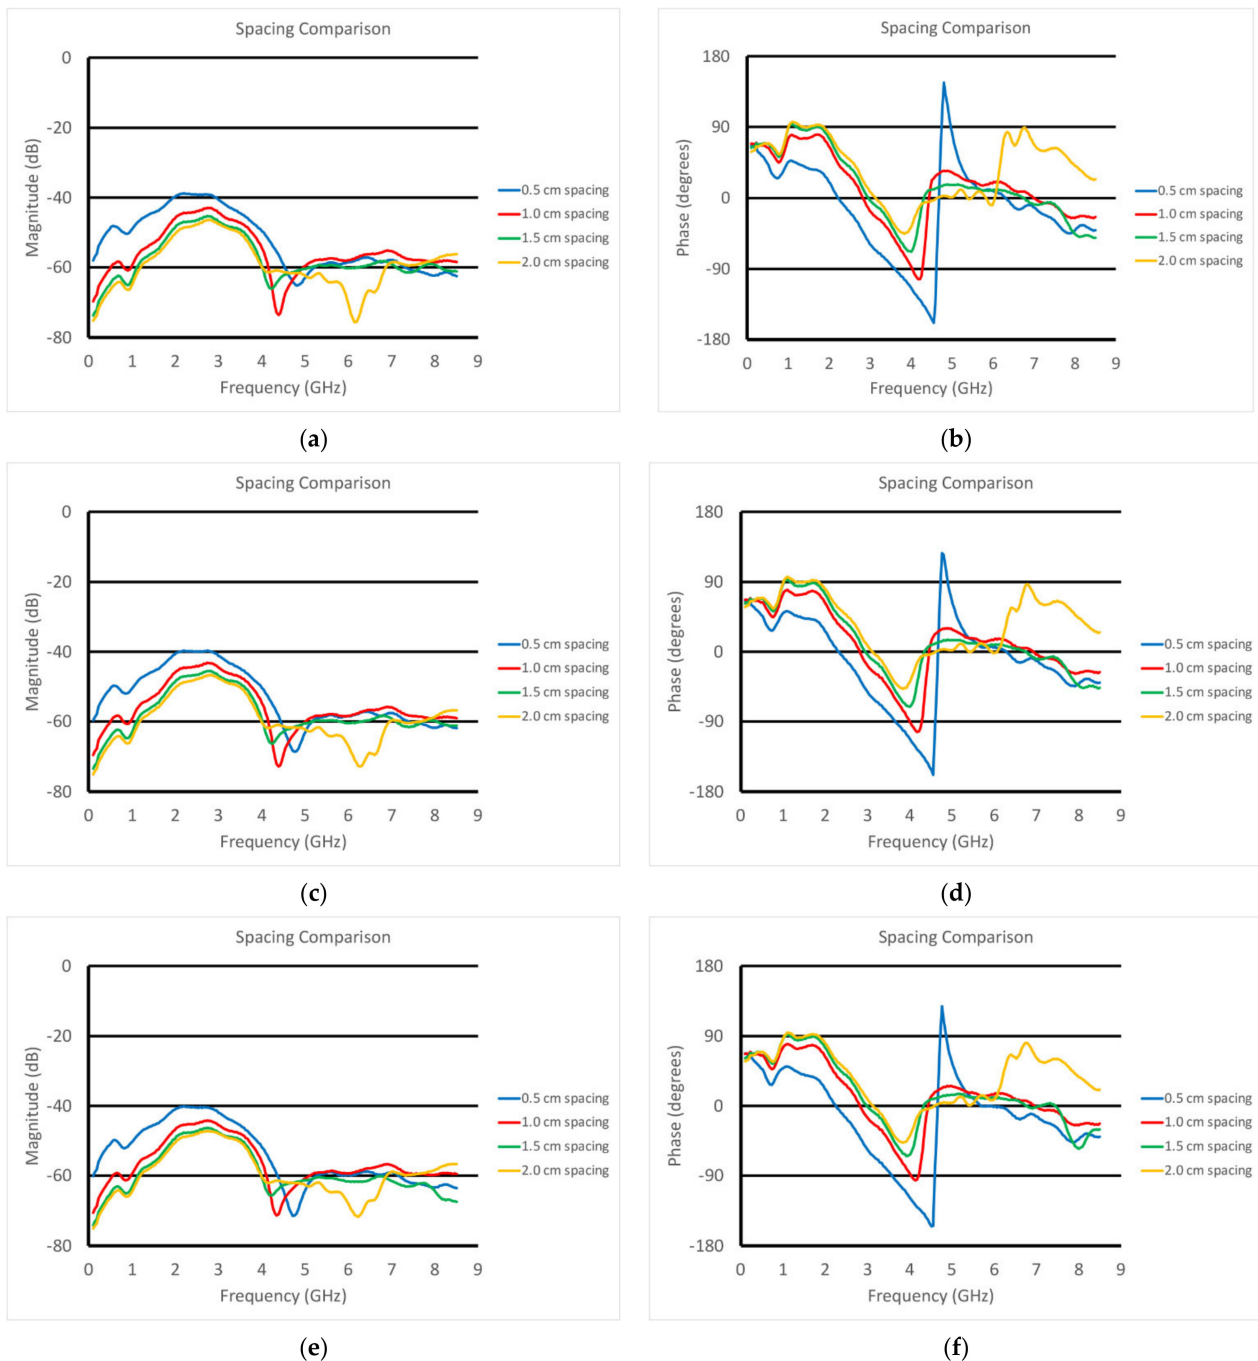 Spacing Comparison
0
-20
-40
-60
-80
Magnitude (dB)
0 1 2 3 4 5 6 7 8 9
Frequency (GHz)
0.5 cm spacing
1.0 cm spacing
1.5 cm spacing
2.0 cm spacing
(a)
Spacing Comparison
180
90
0
-90
-180
Phase (degrees)
0 1 2 3 4 5 6 7 8 9
Frequency (GHz)
0.5 cm spacing
1.0 cm spacing
1.5 cm spacing
2.0 cm spacing
(b)
Spacing Comparison
0
-20
-40
-60
-80
Magnitude (dB)
0 1 2 3 4 5 6 7 8 9
Frequency (GHz)
0.5 cm spacing
1.0 cm spacing
1.5 cm spacing
2.0 cm spacing
(c)
Spacing Comparison
180
90
0
-90
-180
Phase (degrees)
0 1 2 3 4 5 6 7 8 9
Frequency (GHz)
0.5 cm spacing
1.0 cm spacing
1.5 cm spacing
2.0 cm spacing
(d)
Spacing Comparison
0
-20
-40
-60
-80
Magnitude (dB)
0 1 2 3 4 5 6 7 8 9
Frequency (GHz)
0.5 cm spacing
1.0 cm spacing
1.5 cm spacing
2.0 cm spacing
(e)
Spacing Comparison
180
90
0
-90
-180
Phase (degrees)
0 1 2 3 4 5 6 7 8 9
Frequency (GHz)
0.5 cm spacing
1.0 cm spacing
1.5 cm spacing
2.0 cm spacing
(f)